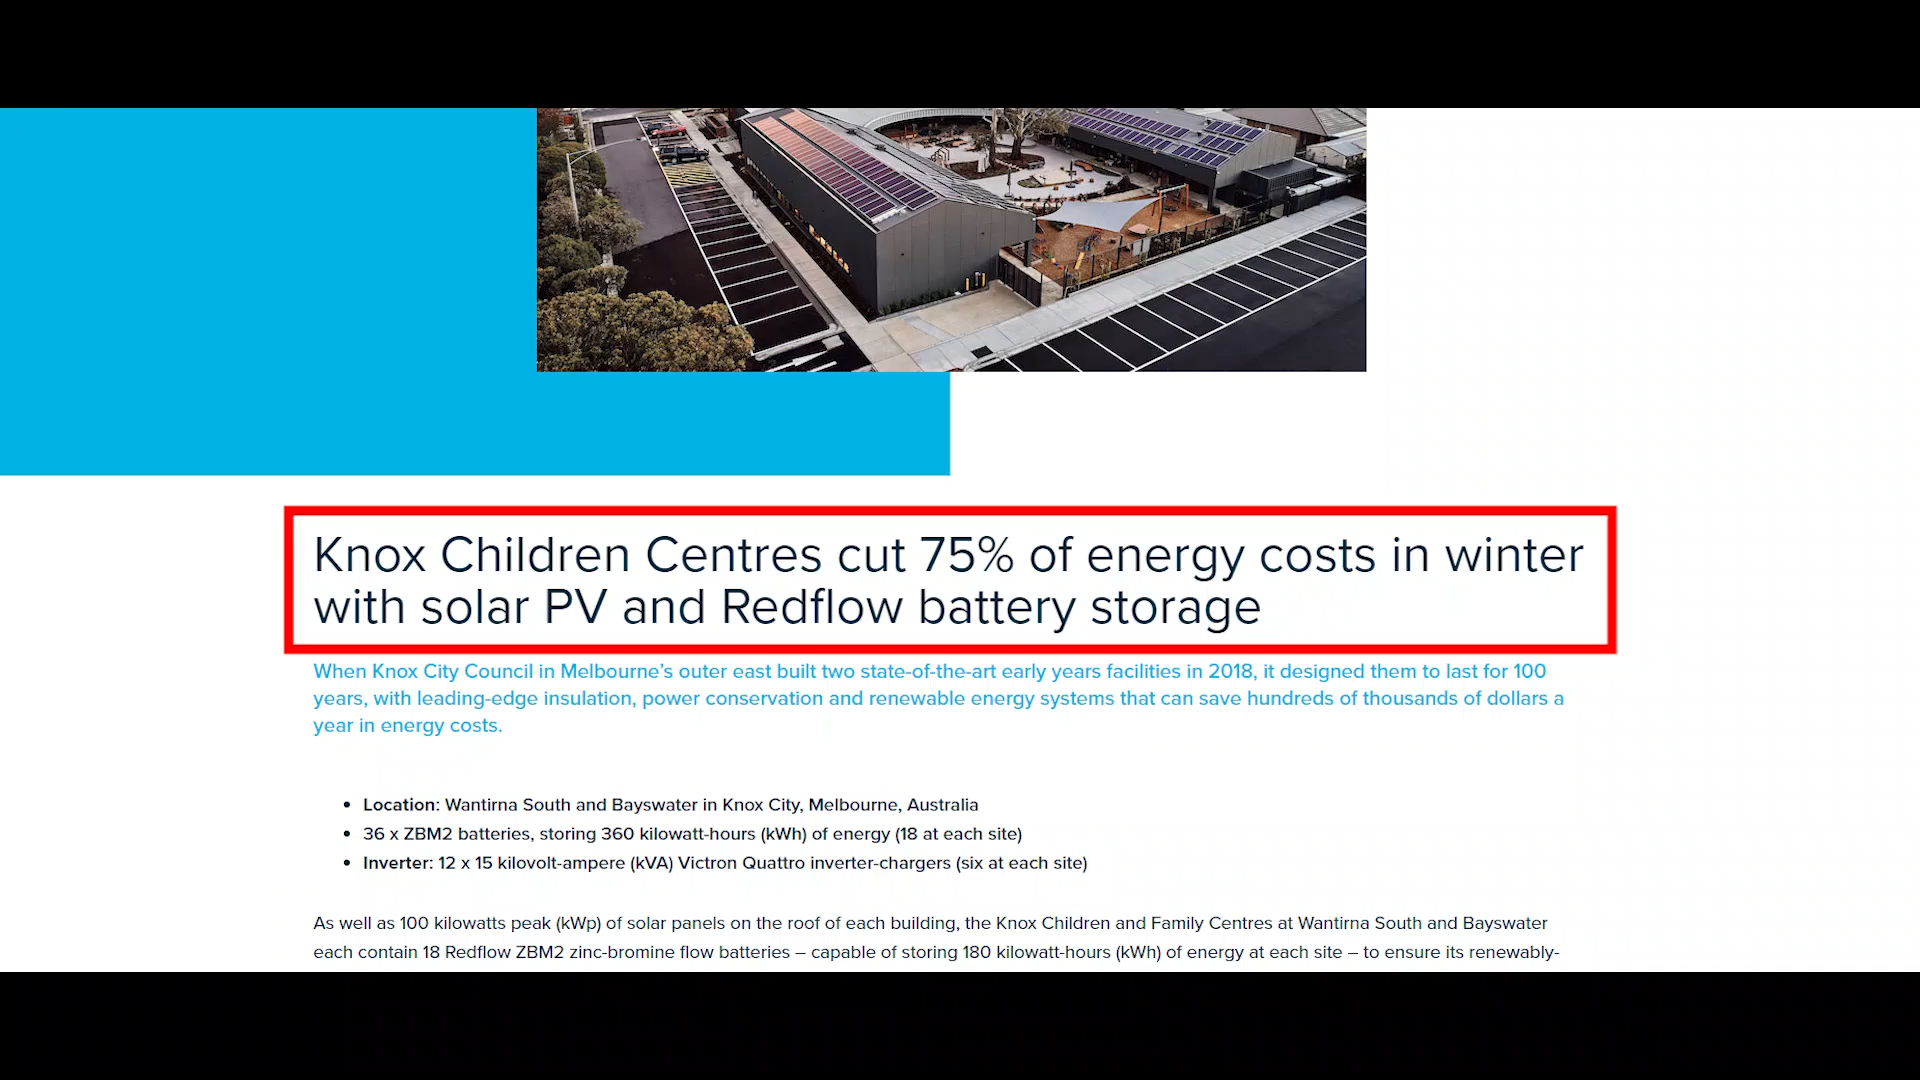 Knox Children Centres cut 75% of energy costs in winter
with solar PV and Redflow battery storage
When Knox City Council in Melbourne’s outer east built two state-of-the-art early years facilities in 2018, it designed them to last for 100
years, with leading-edge insulation, power conservation and renewable energy systems that can save hundreds of thousands of dollars a
year in energy costs.
• Location: Wantirna South and Bayswater in Knox City, Melbourne, Australia
• 36 x ZBM2 batteries, storing 360 kilowatt-hours (kWh) of energy (18 at each site)
• Inverter: 12 x 15 kilovolt-ampere (kVA) Victron Quattro inverter-chargers (six at each site)
As well as 100 kilowatts peak (kWp) of solar panels on the roof of each building, the Knox Children and Family Centres at Wantirna South and Bayswater
each contain 18 Redflow ZBM2 zinc-bromine flow batteries – capable of storing 180 kilowatt-hours (kWh) of energy at each site – to ensure its renewably-